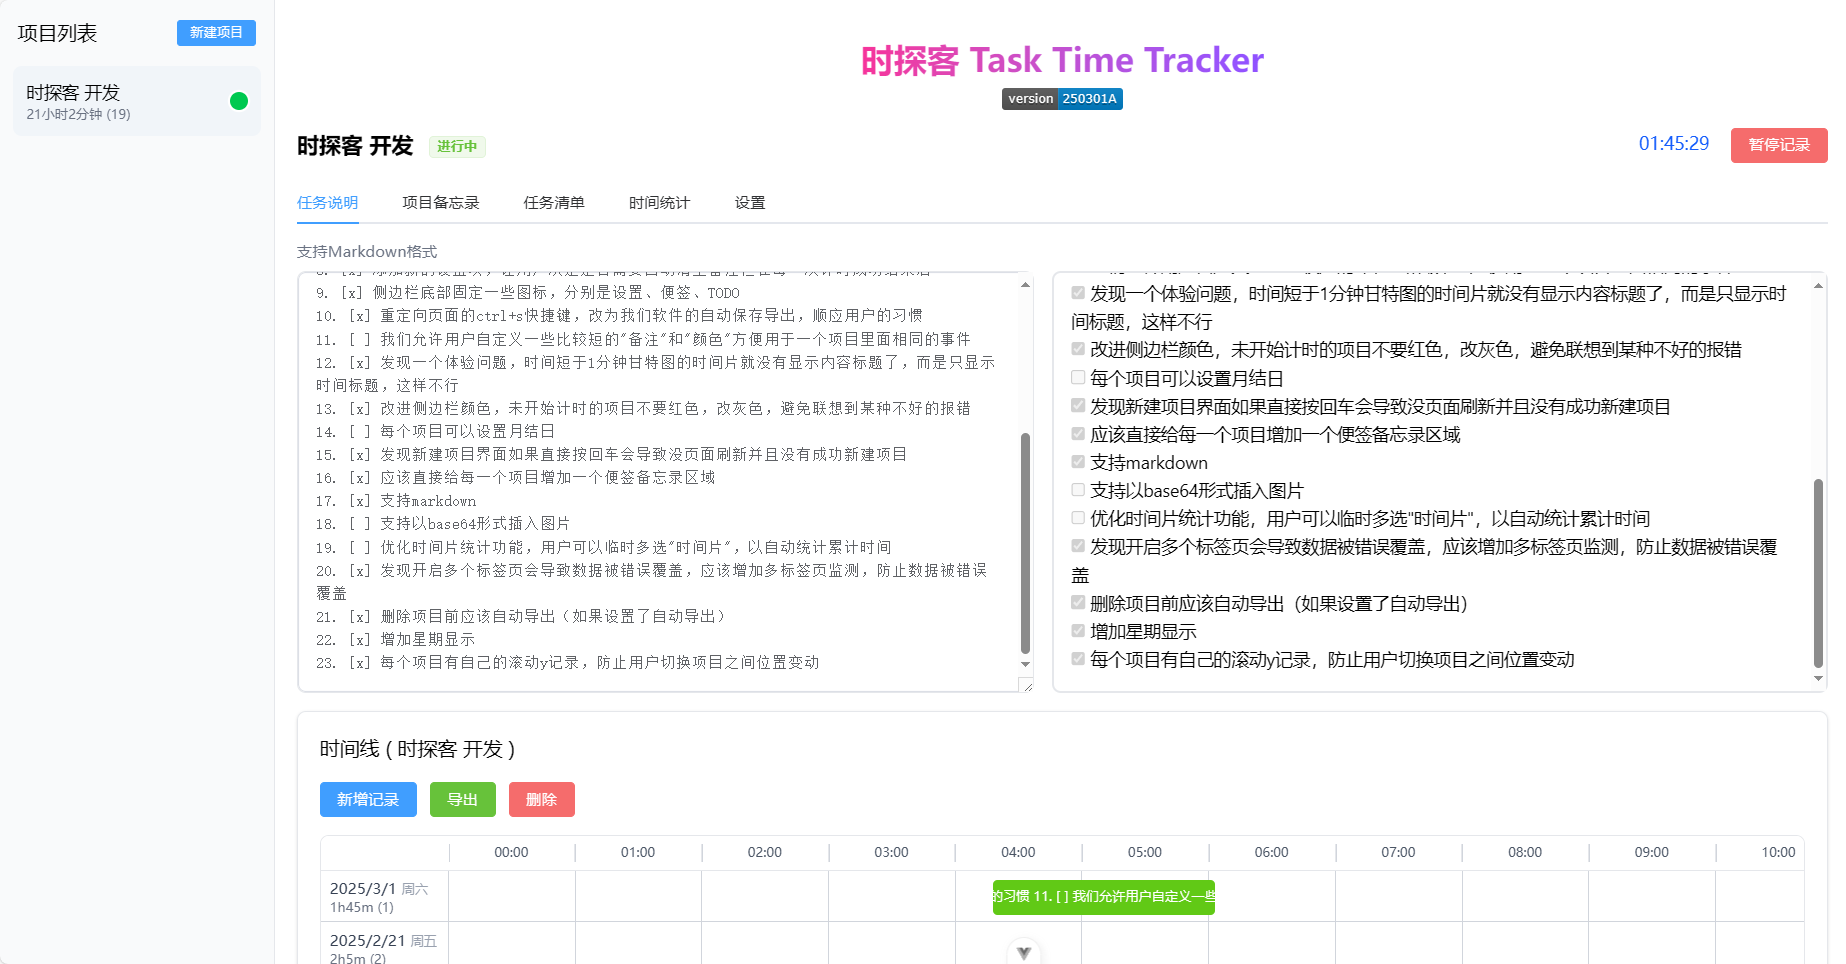 项目列表
新建项目
时探客 开发
21小时2分钟 (19)
时探客 Task Time Tracker
version 250301A
时探客 开发 进行中
01:45:29 暂停记录
任务说明 项目备忘录 任务清单 时间统计 设置
支持Markdown格式
9. [x] 侧边栏底部固定一些图标，分别是设置、便签、TODO
10. [x] 重定向页面的ctrl+s快捷键，改为我们软件的自动保存导出，顺应用户的习惯
11. [ ] 我们允许用户自定义一些比较短的"备注"和"颜色"方便用于一个项目里面相同的事件
12. [x] 发现一个体验问题，时间短于1分钟甘特图的时间片就没有显示内容标题了，而是只显示
时间标题，这样不行
13. [x] 改进侧边栏颜色，未开始计时的项目不要红色，改灰色，避免联想到某种不好的报错
14. [ ] 每个项目可以设置月结日
15. [x] 发现新建项目界面如果直接按回车会导致没页面刷新并且没有成功新建项目
16. [x] 应该直接给每一个项目增加一个便签备忘录区域
17. [x] 支持markdown
18. [ ] 支持以base64形式插入图片
19. [ ] 优化时间片统计功能，用户可以临时多选"时间片"，以自动统计累计时间
20. [x] 发现开启多个标签页会导致数据被错误覆盖，应该增加多标签页监测，防止数据被错误
覆盖
21. [x] 删除项目前应该自动导出（如果设置了自动导出）
22. [x] 增加星期显示
23. [x] 每个项目有自己的滚动y记录，防止用户切换项目之间位置变动
发现一个体验问题，时间短于1分钟甘特图的时间片就没有显示内容标题了，而是只显示时
间标题，这样不行
改进侧边栏颜色，未开始计时的项目不要红色，改灰色，避免联想到某种不好的报错
每个项目可以设置月结日
发现新建项目界面如果直接按回车会导致没页面刷新并且没有成功新建项目
应该直接给每一个项目增加一个便签备忘录区域
支持markdown
支持以base64形式插入图片
优化时间片统计功能，用户可以临时多选"时间片"，以自动统计累计时间
发现开启多个标签页会导致数据被错误覆盖，应该增加多标签页监测，防止数据被错误覆
盖
删除项目前应该自动导出（如果设置了自动导出）
增加星期显示
每个项目有自己的滚动y记录，防止用户切换项目之间位置变动
时间线 ( 时探客 开发 )
新增记录 导出 删除
00:00 01:00 02:00 03:00 04:00 05:00 06:00 07:00 08:00 09:00 10:00
2025/3/1 周六
1h45m (1)
的习惯 11. [ ] 我们允许用户自定义一些
2025/2/21 周五
2h5m (2)